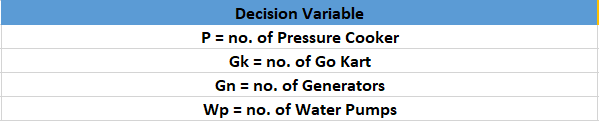 Decision Variable
P = no. of Pressure Cooker
Gk = no. of Go Kart
Gn = no. of Generators
Wp = no. of Water Pumps